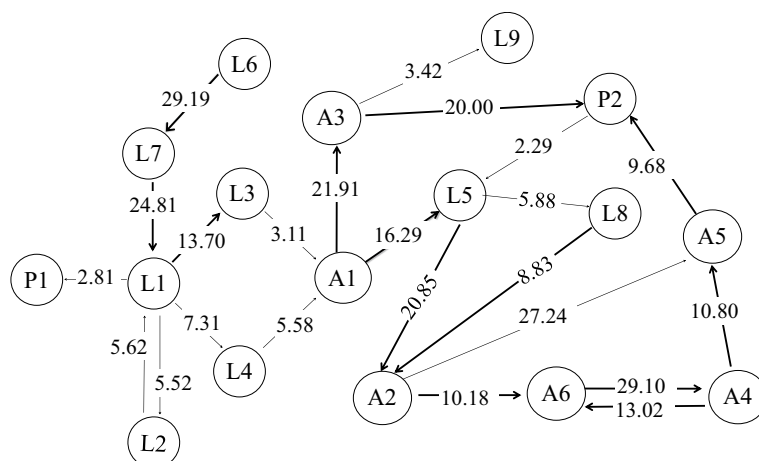 L9
L6
3.42
29.19
A3
20.00
P2
L7
2.29
9.68
24.81
L3
21.91
L5
5.88
L8
13.70
3.11
16.29
A5
P1
2.81
L1
A1
20.85
8.83
7.31
5.58
27.24
10.80
5.62
L4
5.52
A2
10.18
A6
29.10
13.02
A4
L2